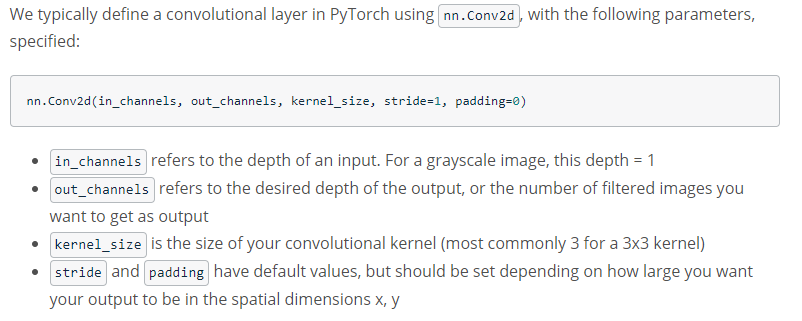 We typically define a convolutional layer in PyTorch using nn.Conv2d , with the following parameters,
specified:
nn.Conv2d(in_channels, out_channels, kernel_size, stride=1, padding=0)
• in_channels refers to the depth of an input. For a grayscale image, this depth = 1
• out_channels refers to the desired depth of the output, or the number of filtered images you
want to get as output
• kernel_size is the size of your convolutional kernel (most commonly 3 for a 3x3 kernel)
• stride and padding have default values, but should be set depending on how large you want
your output to be in the spatial dimensions x, y